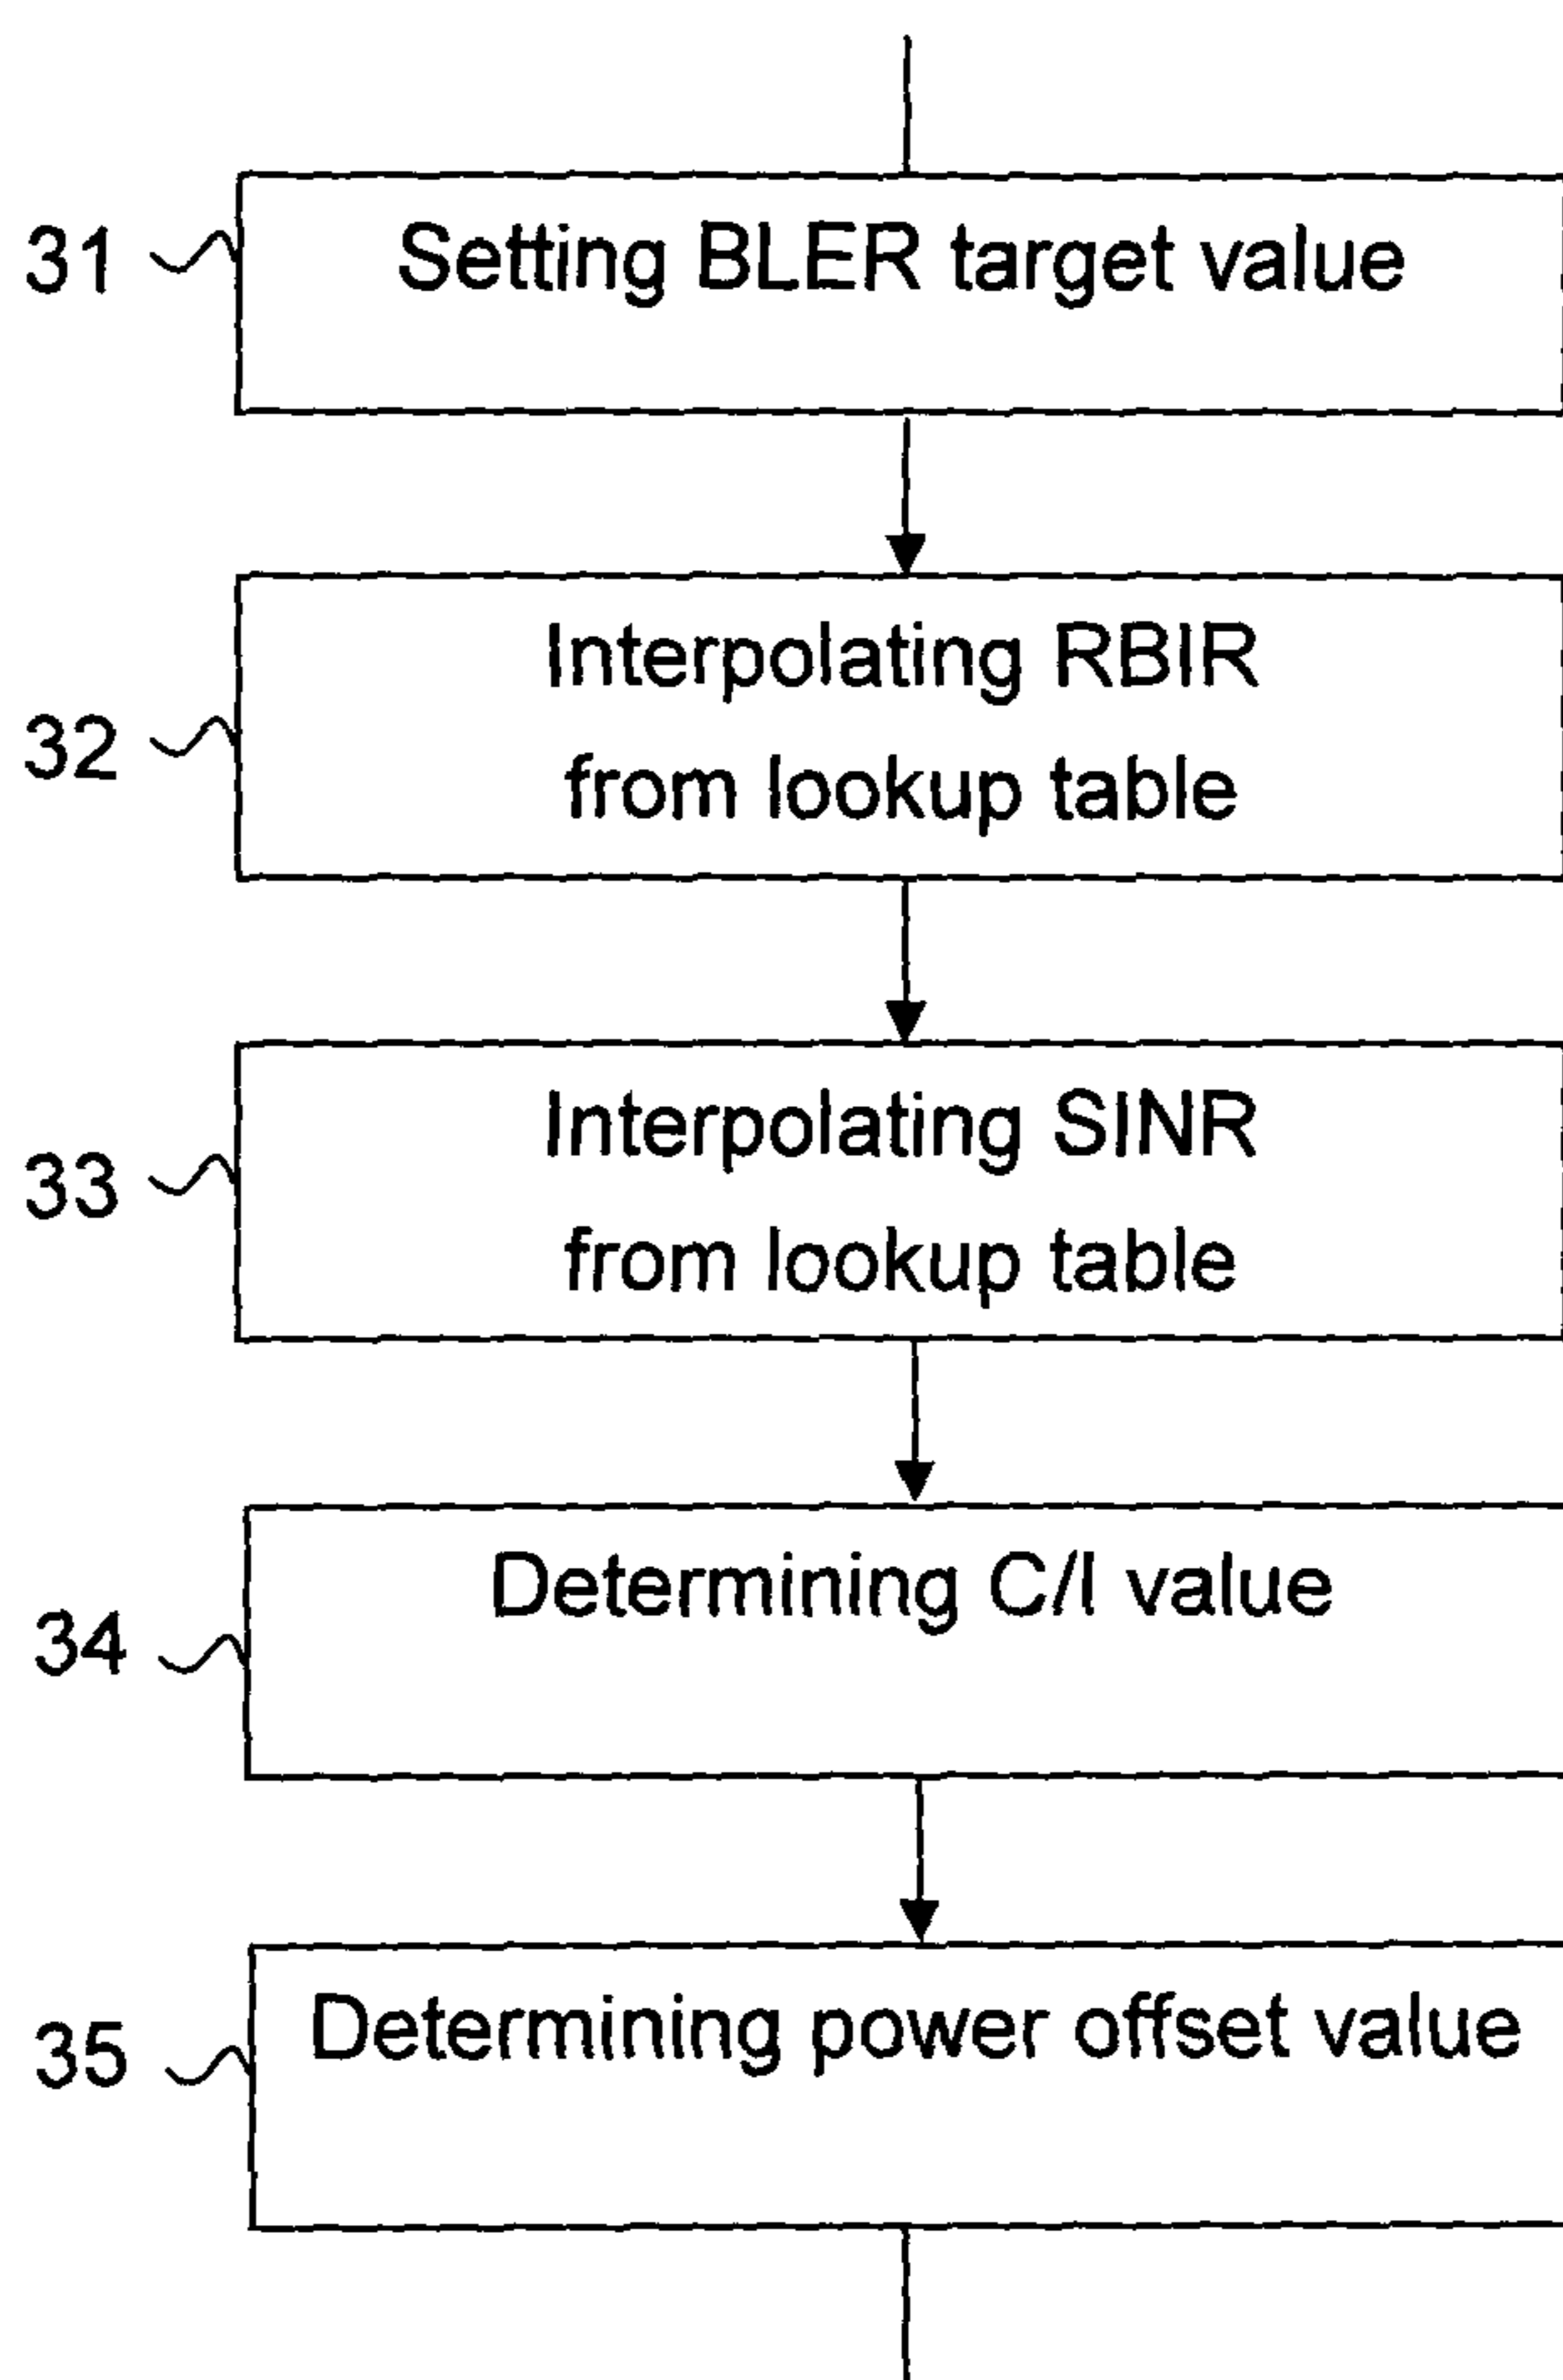 31
Setting BLER target value
32
Interpolating RBIR
from lookup table
33
Interpolating SINR
from lookup table
34
Determining C/I value
35
Determining power offset value